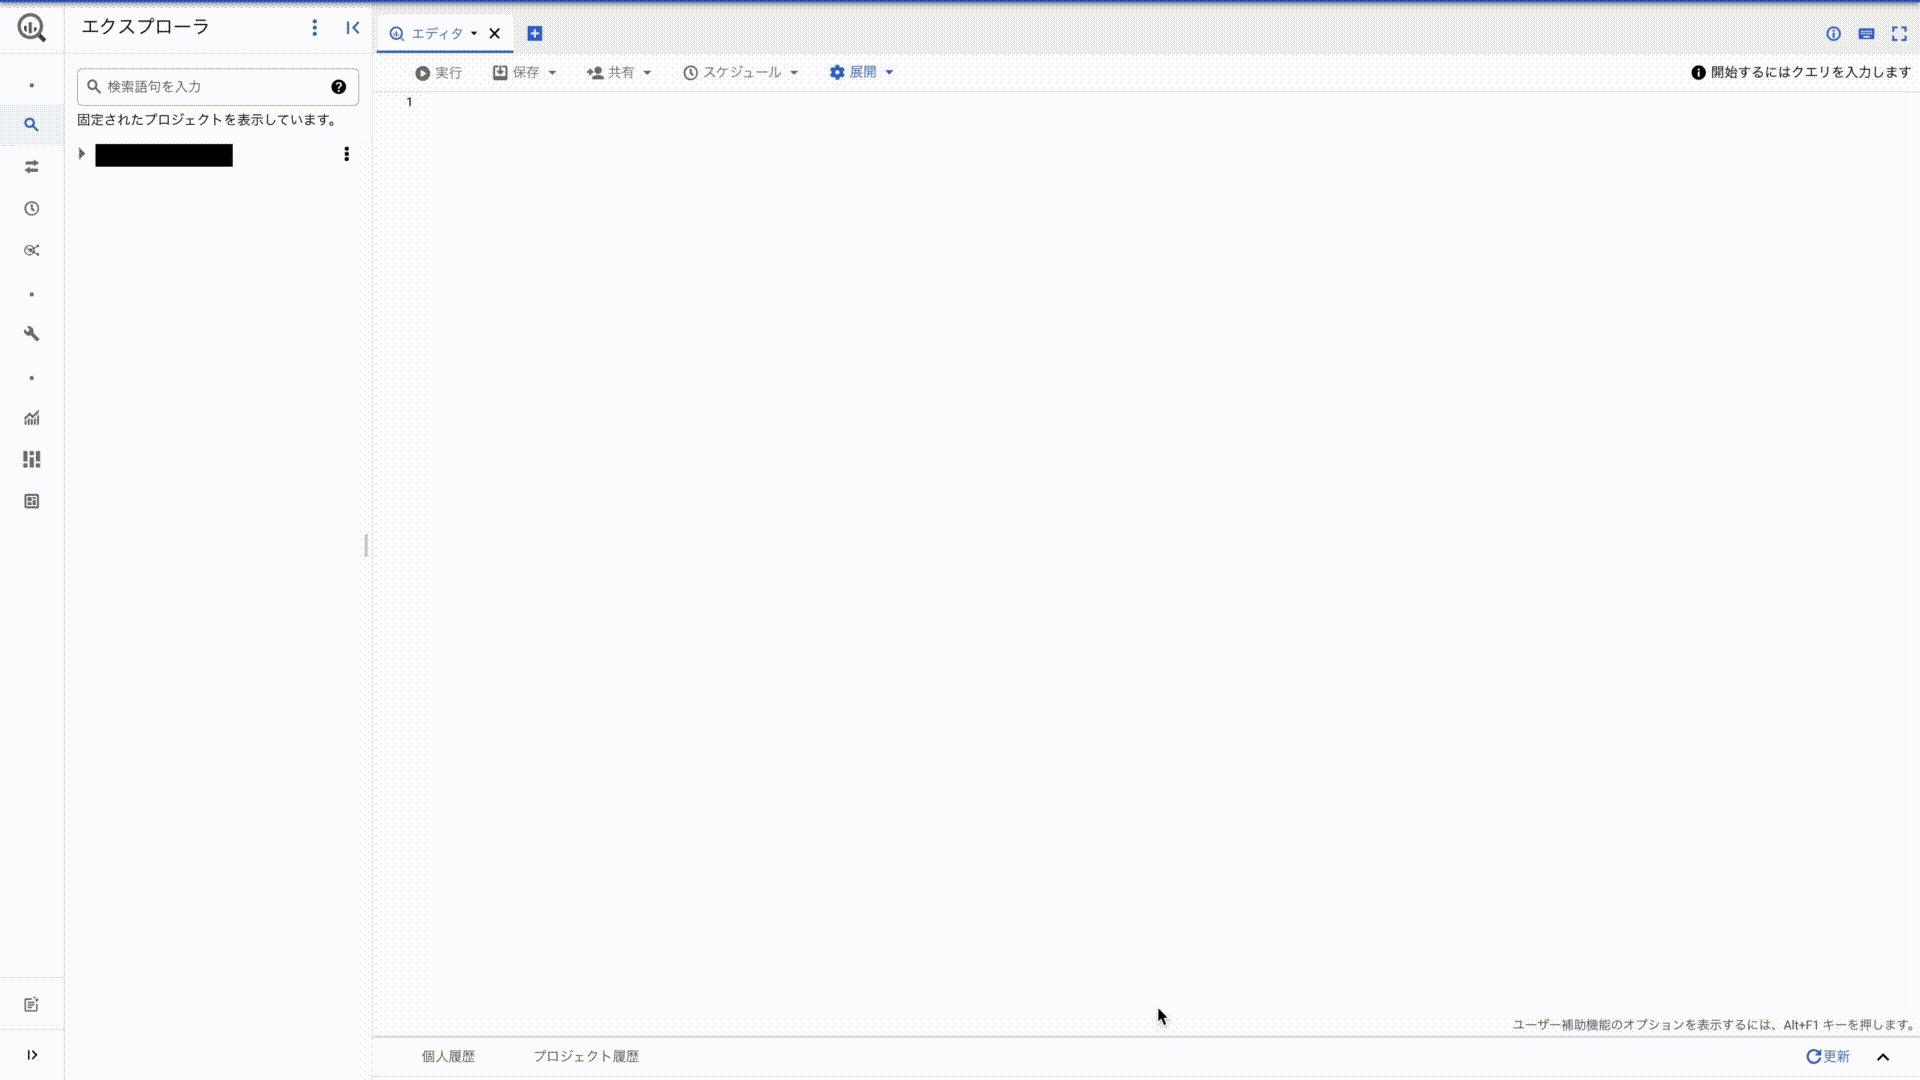 エクスプローラ
検索語句を入力
固定されたプロジェクトを表示しています。
エディタ
実行 保存 共有 スケジュール 展開
開始するにはクエリを入力します
1
ユーザー補助機能のオプションを表示するには、Alt+F1 キーを押します。
個人履歴 プロジェクト履歴
更新